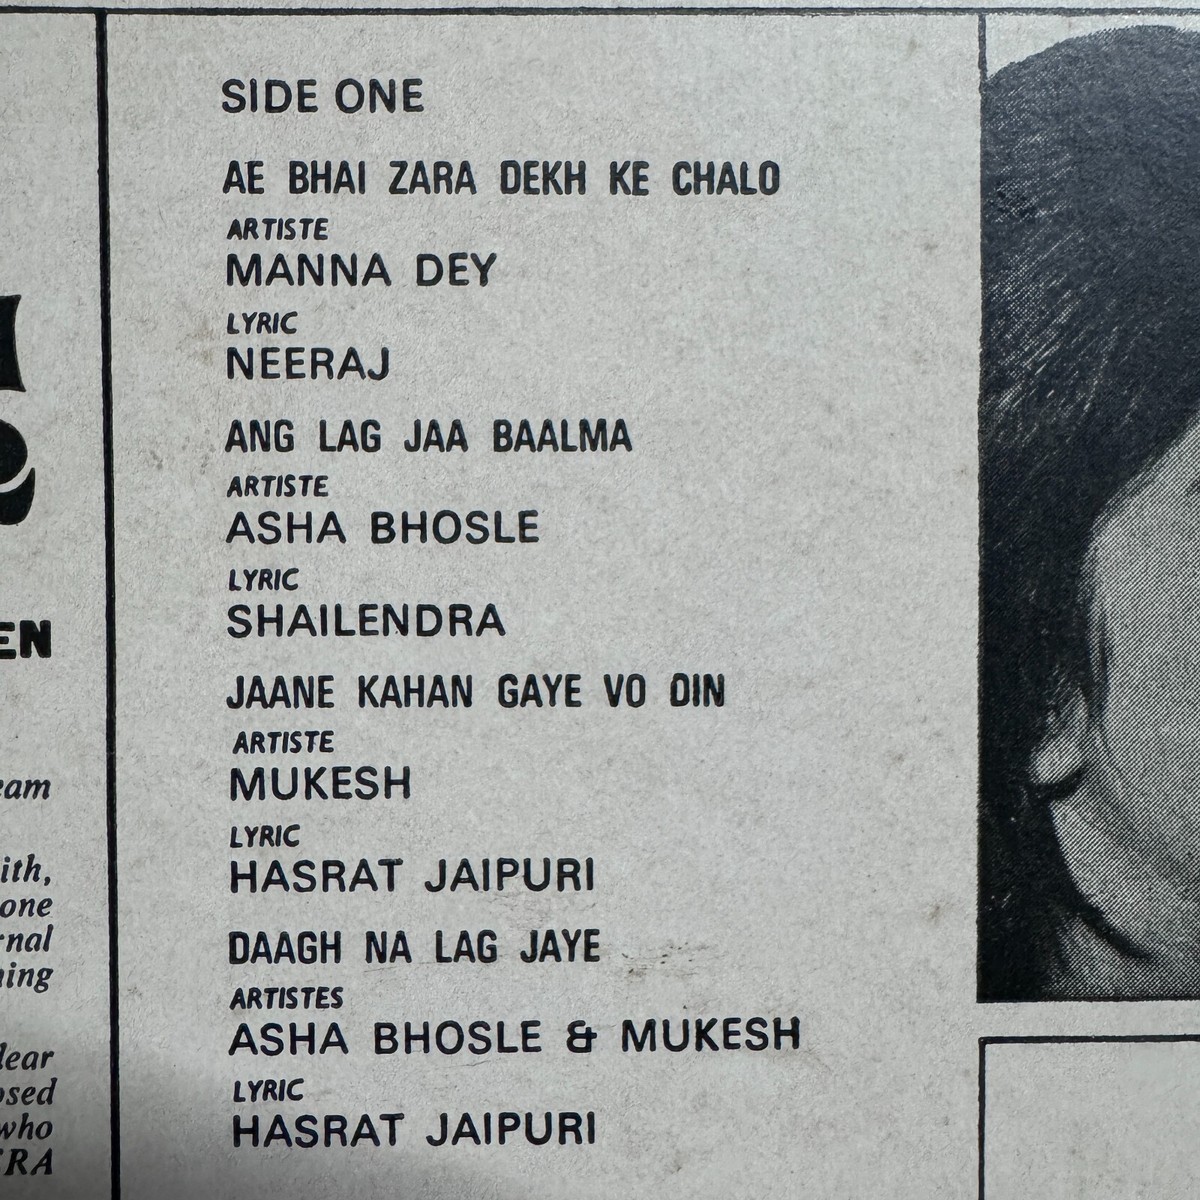 SIDE ONE
AE BHAI ZARA DEKH KE CHALO
ARTISTE
MANNA DEY
LYRIC
NEERAJ
ANG LAG JAA BAALMA
ARTISTE
ASHA BHOSLE
LYRIC
SHAILENDRA
JAANE KAHAN GAYE VO DIN
ARTISTE
MUKESH
LYRIC
HASRAT JAIPURI
DAAGH NA LAG JAYE
ARTISTES
ASHA BHOSLE & MUKESH
LYRIC
HASRAT JAIPURI
one
who